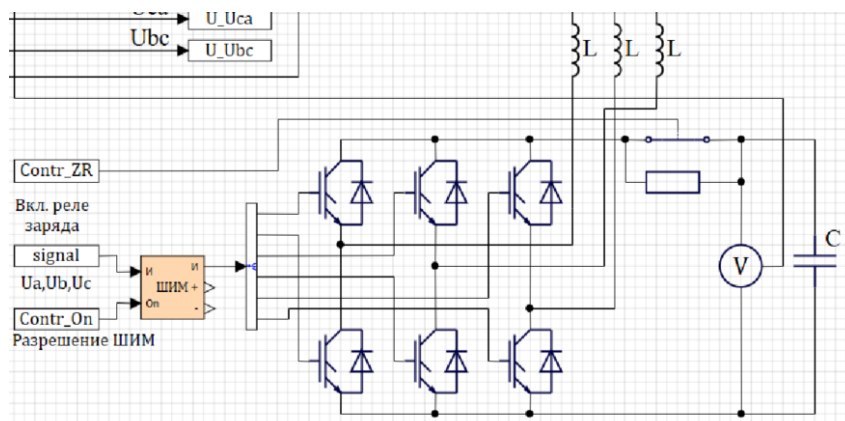 Uca
U_Uca
Ubc
U_Ubc
L
L
L
Contr_ZR
Вкл. реле
заряда
signal
Ua,Ub,Uc
Contr_On
Разрешение ШИМ
И
И
ШИМ +
On
-
V
C